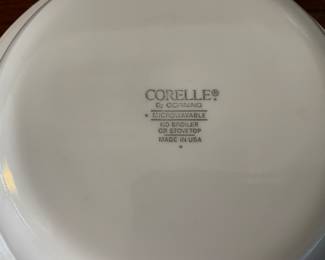 CORELLE®
By CORNING
• MICROWAVABLE
NO BROILER
OR STOVETOP
MADE IN USA
•